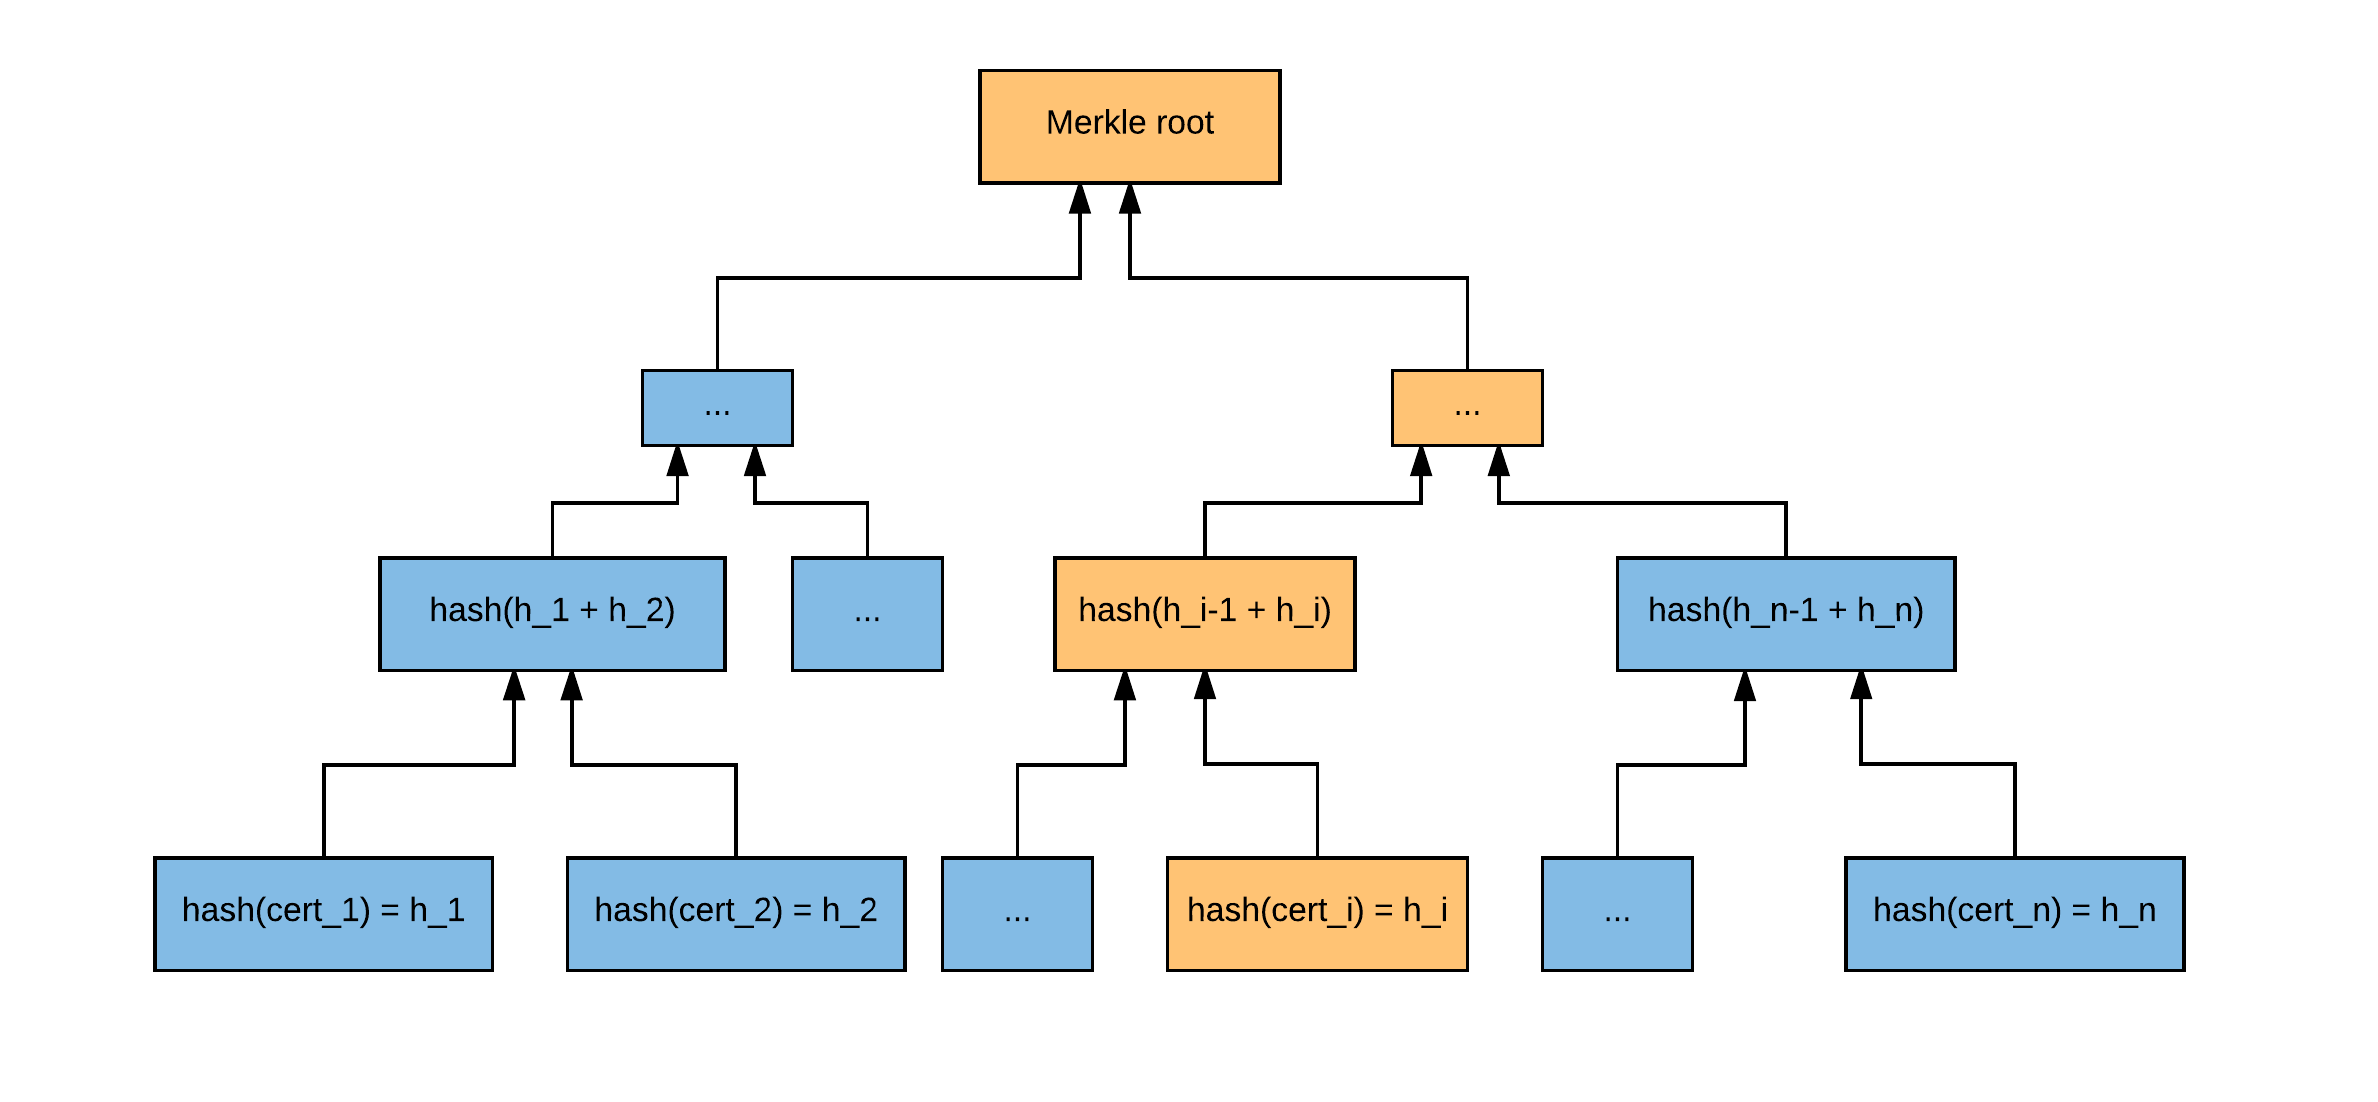 Merkle root
...
...
hash(h_1 + h_2)
...
hash(h_i-1 + h_i)
hash(h_n-1 + h_n)
hash(cert_1) = h_1
hash(cert_2) = h_2
...
hash(cert_i) = h_i
...
hash(cert_n) = h_n